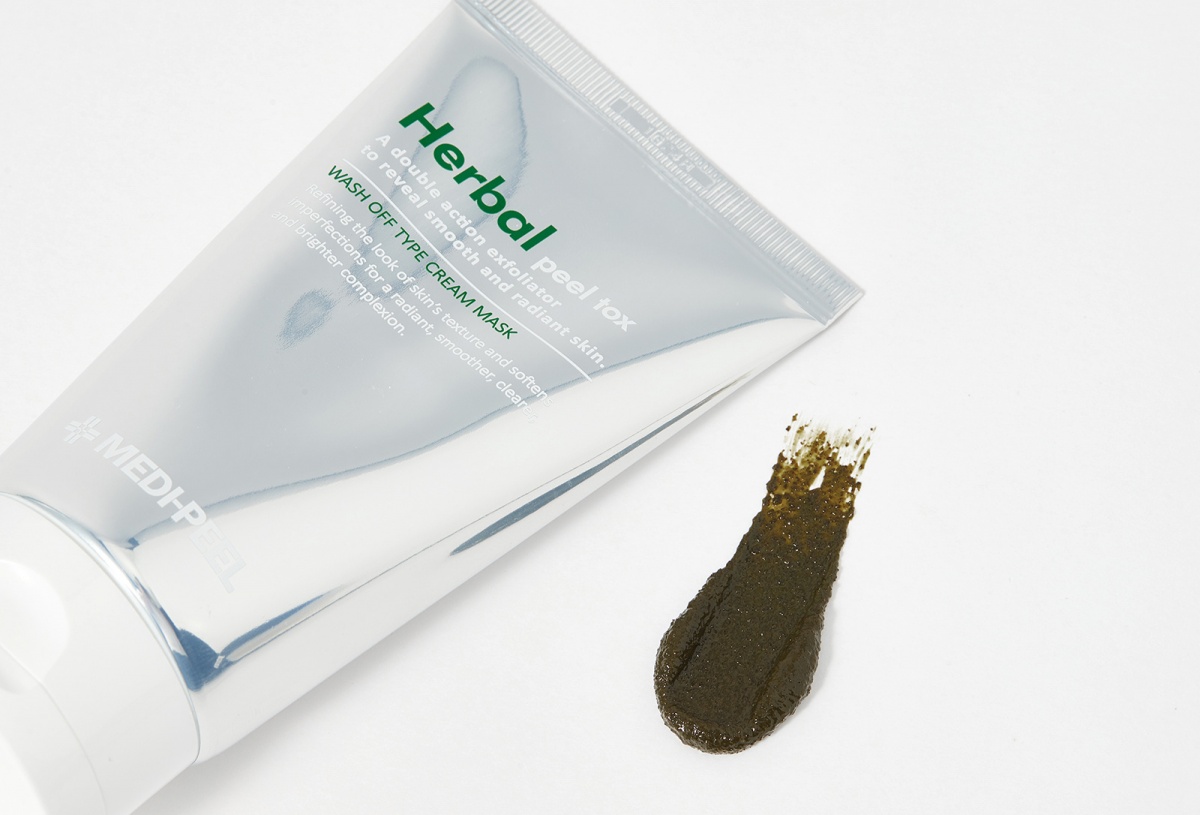 Herbal peel tox
A double action exfoliator
to reveal smooth and radiant skin.
WASH OFF TYPE CREAM MASK
Refining the look of skin's texture and softens
imperfections for a radiant, smoother, clearer,
and brighter complexion.
MEDI-PEEL